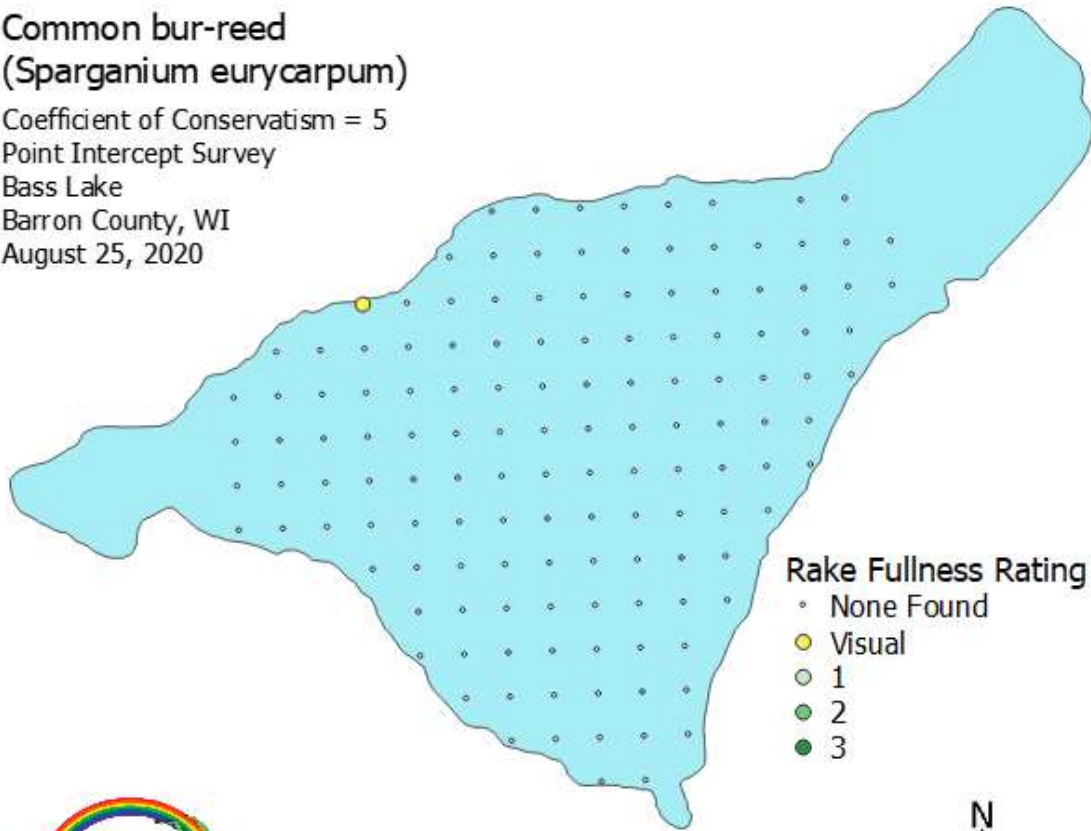 Common bur-reed
(Sparganium eurycarpum)
Coefficient of Conservatism = 5
Point Intercept Survey
Bass Lake
Barron County, WI
August 25, 2020
Rake Fullness Rating
None Found
Visual
1
2
3
N